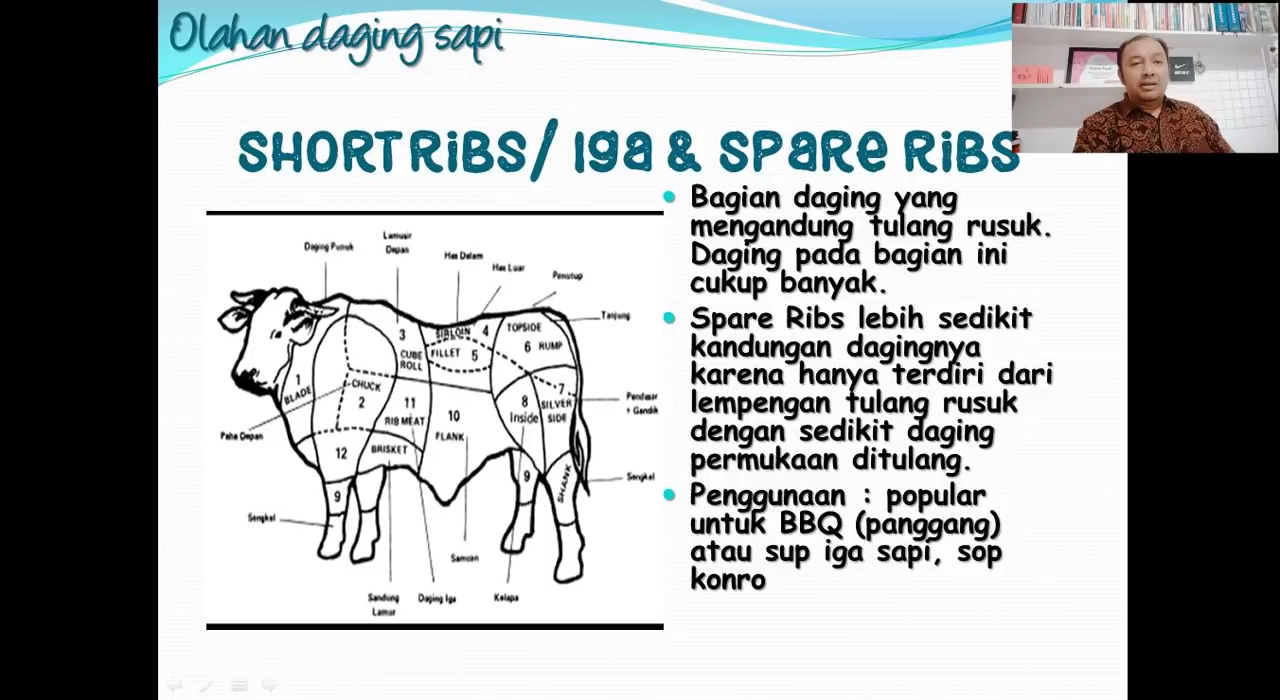 Olahan daging sapi
SHORT RIBS/ Iga & SPARE RIBS
Bagian daging yang
mengandung tulang rusuk.
Daging pada bagian ini
cukup banyak.
Spare Ribs lebih sedikit
kandungan dagingnya
karena hanya terdiri dari
lempengan tulang rusuk
dengan sedikit daging
permukaan ditulang.
Penggunaan : popular
untuk BBQ (panggang)
atau sup iga sapi, sop
konro
Daging Punuk
Lamusir
Depan
Has Dalam
Has Luar
Penutup
Tanjung
3
SIRLOIN
4
TOPSIDE
CUBE
ROLL
FILLET
5
6
RUMP
1
BLADE
CHUCK
2
11
RIB MEAT
10
FLANK
8
Inside
7
SILVER
SIDE
Pendasar
+ Gandik
Paha Depan
12
BRISKET
9
9
SHANK
Sengkel
Sengkel
Samcan
Sandung
Lamur
Daging Iga
Kelapa